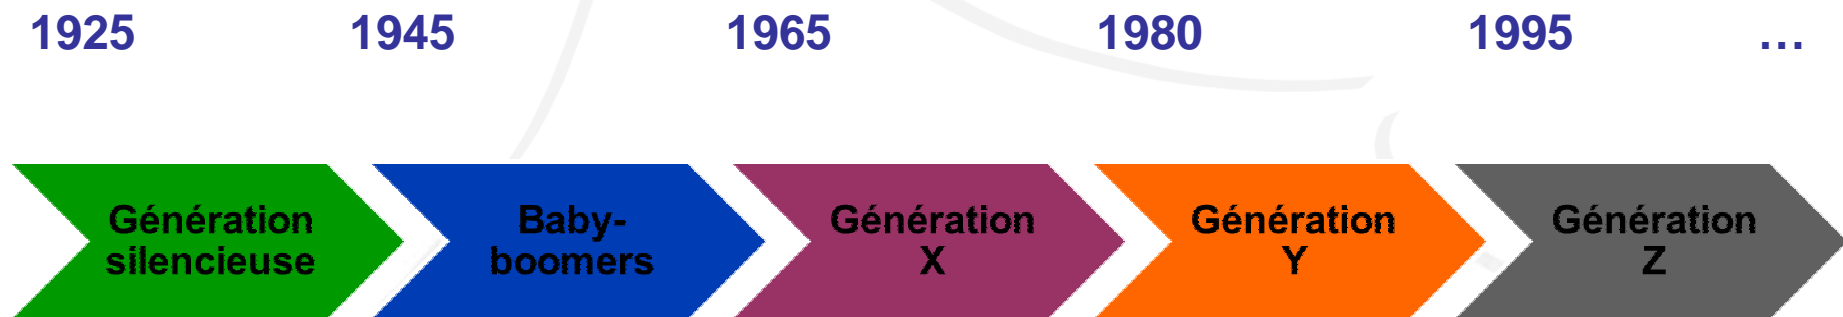 1925 1945 1965 1980 1995 …
Génération
silencieuse
Baby-
boomers
Génération
X
Génération
Y
Génération
Z